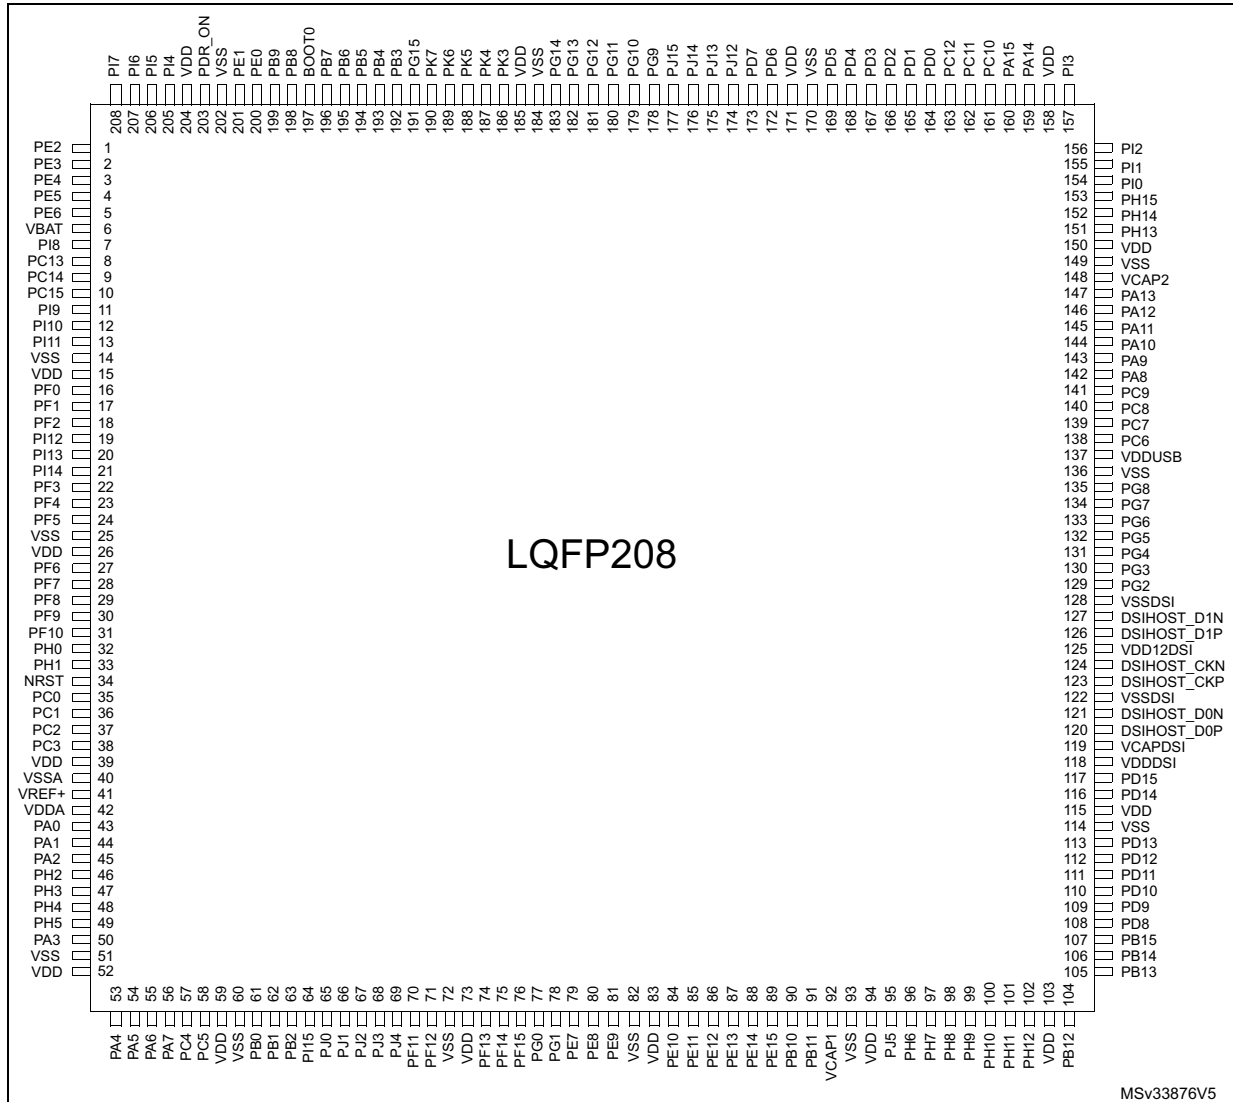 PI7 PI6 PI5 PI4 VDD PDR_ON VSS PE1 PE0 PB9 PB8 BOOT0 PB7 PB6 PB5 PB4 PB3 PG15 PK7 PK6 PK5 PK4 PK3 VDD VSS PG14 PG13 PG12 PG11 PG10 PG9 PJ15 PJ14 PJ13 PJ12 PD7 PD6 VDD VSS PD5 PD4 PD3 PD2 PD1 PD0 PC12 PC11 PC10 PA15 PA14 VDD PI3
208 207 206 205 204 203 202 201 200 199 198 197 196 195 194 193 192 191 190 189 188 187 186 185 184 183 182 181 180 179 178 177 176 175 174 173 172 171 170 169 168 167 166 165 164 163 162 161 160 159 158 157
PE2 1 156 PI2
PE3 2 155 PI1
PE4 3 154 PI0
PE5 4 153 PH15
PE6 5 152 PH14
VBAT 6 151 PH13
PI8 7 150 VDD
PC13 8 149 VSS
PC14 9 148 VCAP2
PC15 10 147 PA13
PI9 11 146 PA12
PI10 12 145 PA11
PI11 13 144 PA10
VSS 14 143 PA9
VDD 15 142 PA8
PF0 16 141 PC9
PF1 17 140 PC8
PF2 18 139 PC7
PI12 19 138 PC6
PI13 20 137 VDDUSB
PI14 21 136 VSS
PF3 22 135 PG8
PF4 23 134 PG7
PF5 24 133 PG6
VSS 25 132 PG5
VDD 26 131 PG4
PF6 27 130 PG3
PF7 28 129 PG2
PF8 29 128 VSSDSI
PF9 30 127 DSIHOST_D1N
PF10 31 126 DSIHOST_D1P
PH0 32 125 VDD12DSI
PH1 33 124 DSIHOST_CKN
NRST 34 123 DSIHOST_CKP
PC0 35 122 VSSDSI
PC1 36 121 DSIHOST_D0N
PC2 37 120 DSIHOST_D0P
PC3 38 119 VCAPDSI
VDD 39 118 VDDDSI
VSSA 40 117 PD15
VREF+ 41 116 PD14
VDDA 42 115 VDD
PA0 43 114 VSS
PA1 44 113 PD13
PA2 45 112 PD12
PH2 46 111 PD11
PH3 47 110 PD10
PH4 48 109 PD9
PH5 49 108 PD8
PA3 50 107 PB15
VSS 51 106 PB14
VDD 52 105 PB13
LQFP208
53 54 55 56 57 58 59 60 61 62 63 64 65 66 67 68 69 70 71 72 73 74 75 76 77 78 79 80 81 82 83 84 85 86 87 88 89 90 91 92 93 94 95 96 97 98 99 100 101 102 103 104
PA4 PA5 PA6 PA7 PC4 PC5 VDD VSS PB0 PB1 PB2 PI15 PJ0 PJ1 PJ2 PJ3 PJ4 PF11 PF12 VSS VDD PF13 PF14 PF15 PG0 PG1 PE7 PE8 PE9 VSS VDD PE10 PE11 PE12 PE13 PE14 PE15 PB10 PB11 VCAP1 VSS VDD PJ5 PH6 PH7 PH8 PH9 PH10 PH11 PH12 VDD PB12
MSv33876V5